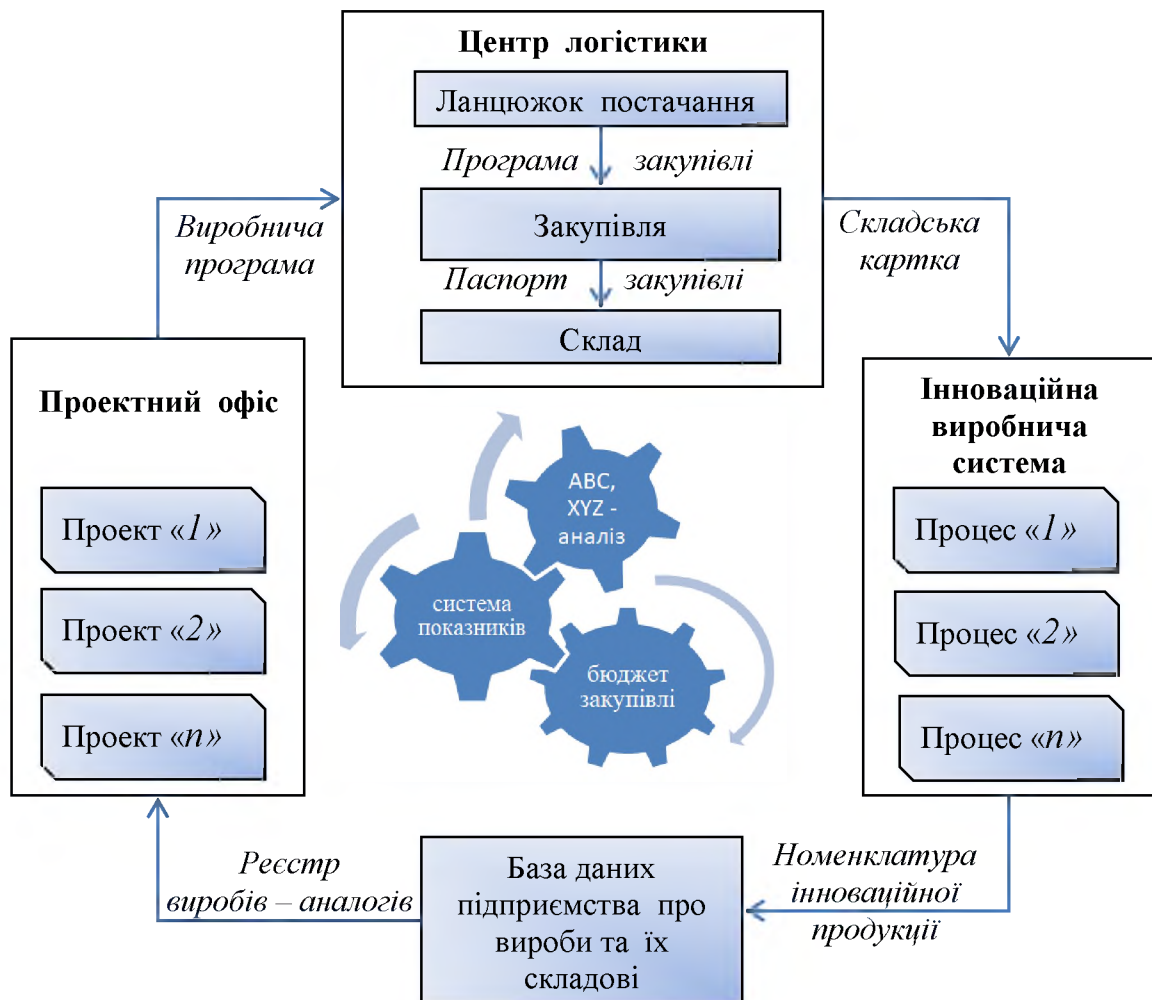 Центр логістики
Ланцюжок постачання
Програма закупівлі
Закупівля
Паспорт закупівлі
Склад
Виробнича
програма
Складська
картка
Проектний офіс
Проект «1»
Проект «2»
Проект «n»
ABC,
XYZ -
аналіз
система
показників
бюджет
закупівлі
Інноваційна
виробнича
система
Процес «1»
Процес «2»
Процес «n»
Реєстр
виробів – аналогів
База даних
підприємства про
вироби та їх
складові
Номенклатура
інноваційної
продукції